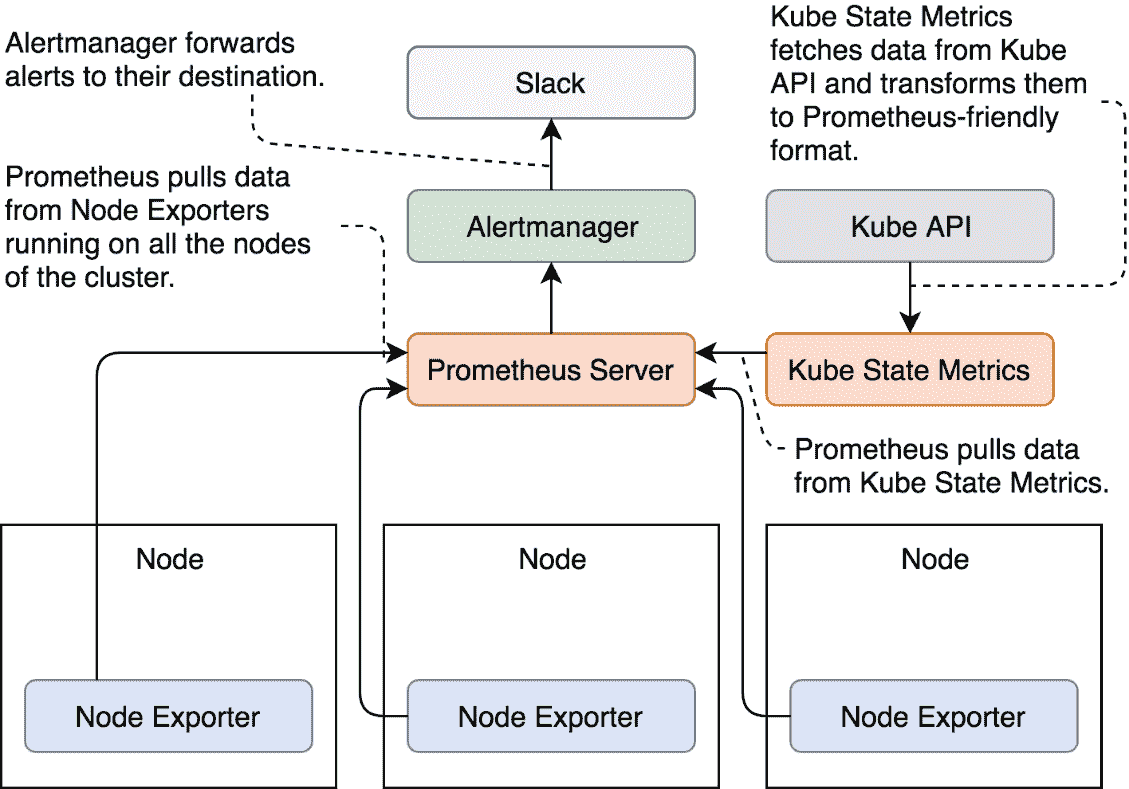 Alertmanager forwards
alerts to their destination.
Slack
Kube State Metrics
fetches data from Kube
API and transforms them
to Prometheus-friendly
format.
Prometheus pulls data
from Node Exporters
running on all the nodes
of the cluster.
Alertmanager
Kube API
Prometheus Server
Kube State Metrics
Prometheus pulls data
from Kube State Metrics.
Node
Node
Node
Node Exporter
Node Exporter
Node Exporter